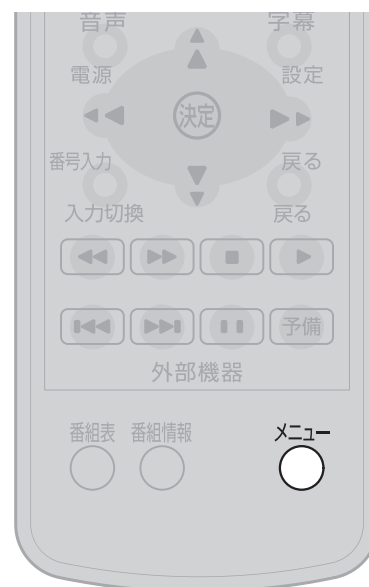 音声 字幕
電源 設定
決定
番号入力 戻る
入力切換 戻る
予備
外部機器
番組表 番組情報 メニュー